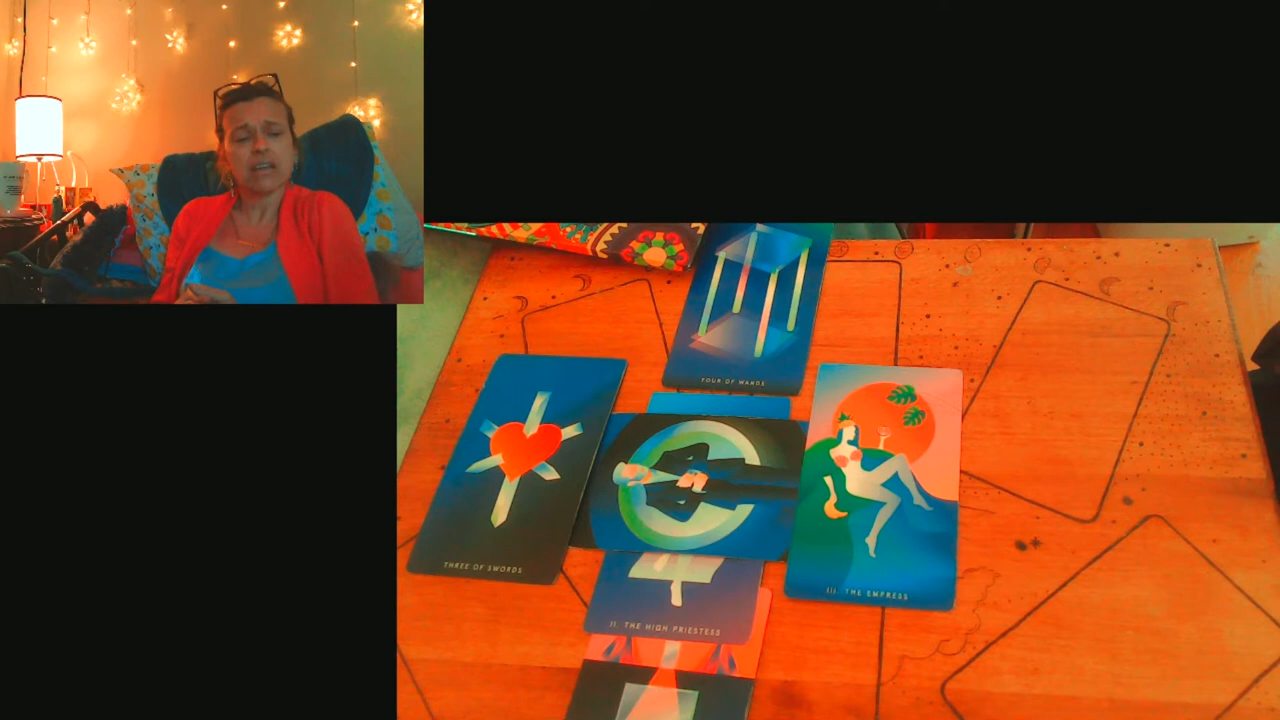 FOUR OF WANDS
THREE OF SWORDS
III. THE EMPRESS
II. THE HIGH PRIESTESS